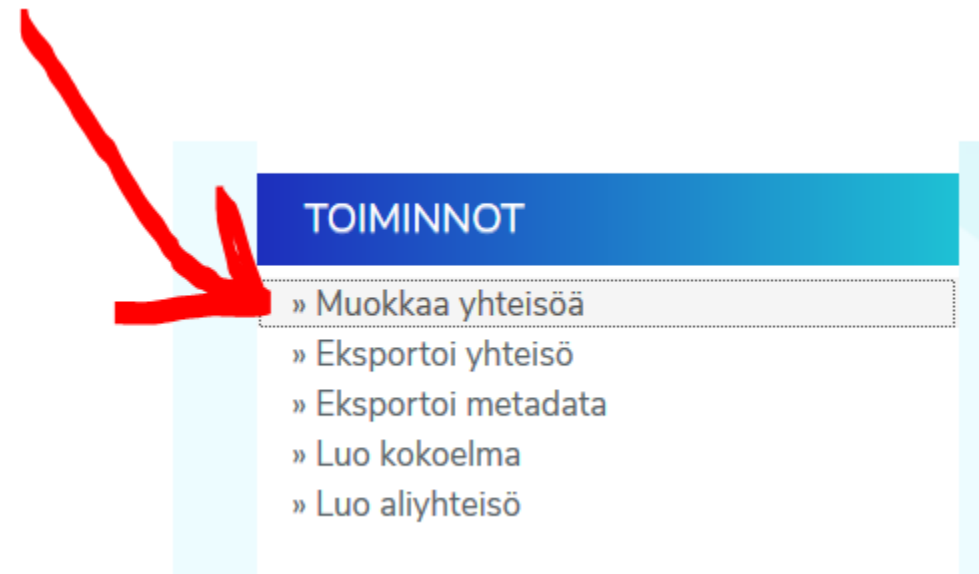 TOIMINNOT
» Muokkaa yhteisöä
» Eksportoi yhteisö
» Eksportoi metadata
» Luo kokoelma
» Luo aliyhteisö